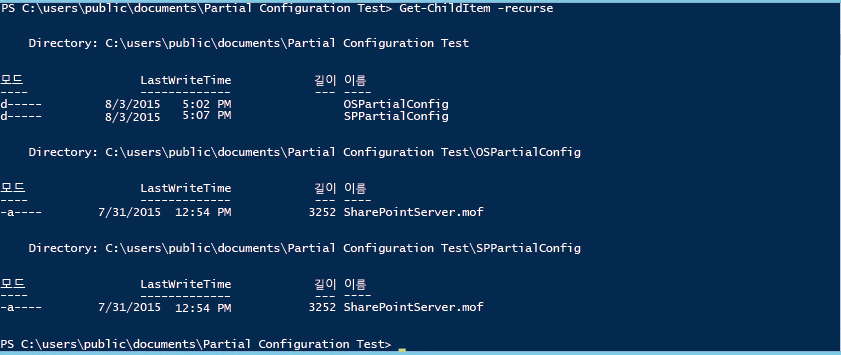 PS C:\users\public\documents\Partial Configuration Test> Get-ChildItem -recurse
Directory: C:\users\public\documents\Partial Configuration Test
모드 LastWriteTime 길이 이름
---- ------------- --- ----
d----- 8/3/2015 5:02 PM OSPartialConfig
d----- 8/3/2015 5:07 PM SPPartialConfig
Directory: C:\users\public\documents\Partial Configuration Test\OSPartialConfig
모드 LastWriteTime 길이 이름
---- ------------- --- ----
-a---- 7/31/2015 12:54 PM 3252 SharePointServer.mof
Directory: C:\users\public\documents\Partial Configuration Test\SPPartialConfig
모드 LastWriteTime 길이 이름
---- ------------- --- ----
-a---- 7/31/2015 12:54 PM 3252 SharePointServer.mof
PS C:\users\public\documents\Partial Configuration Test> _